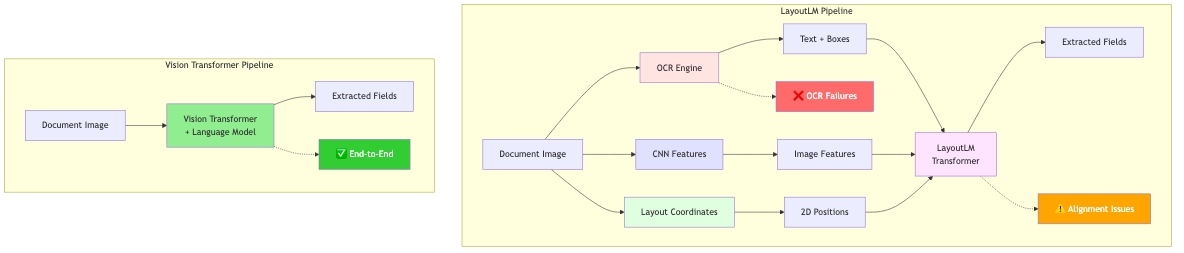 Vision Transformer Pipeline
Document Image
Vision Transformer
+ Language Model
Extracted Fields
✅ End-to-End
LayoutLM Pipeline
Document Image
OCR Engine
CNN Features
Layout Coordinates
Text + Boxes
❌ OCR Failures
Image Features
2D Positions
LayoutLM
Transformer
Extracted Fields
⚠️ Alignment Issues